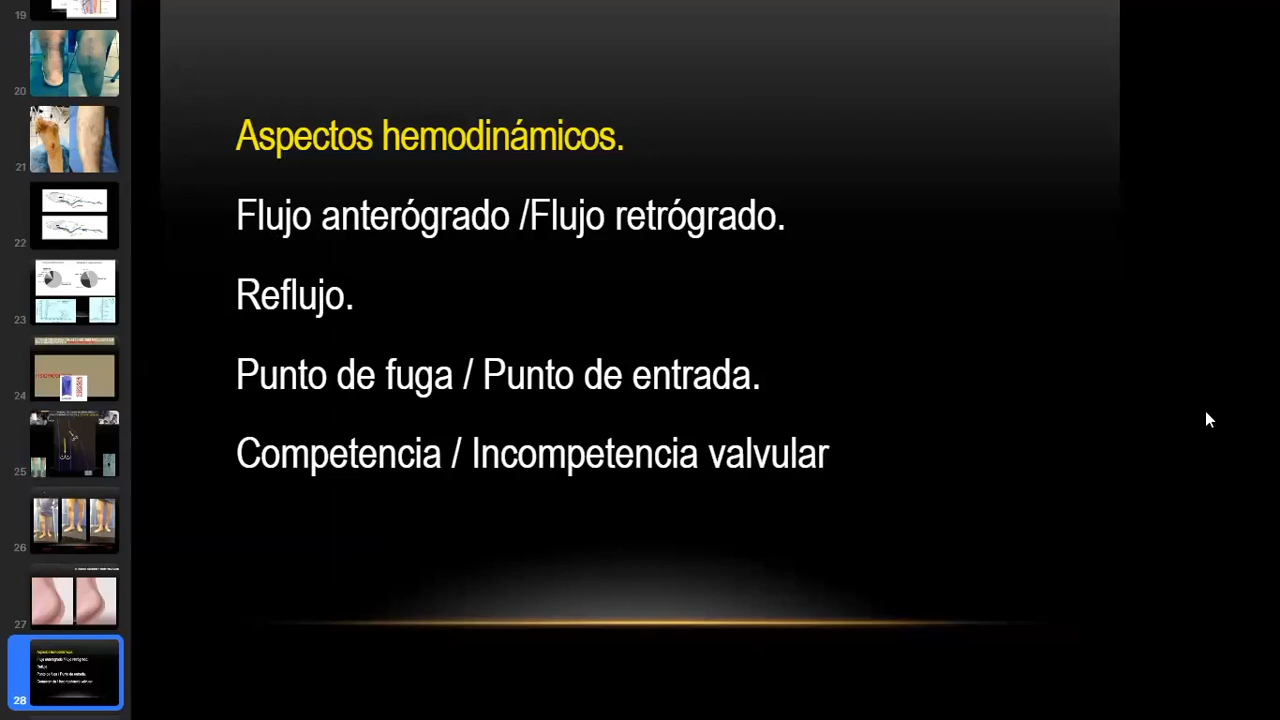 Aspectos hemodinámicos.
Flujo anterógrado /Flujo retrógrado.
Reflujo.
Punto de fuga / Punto de entrada.
Competencia / Incompetencia valvular
19
20
21
22
23
24
25
26
27
28